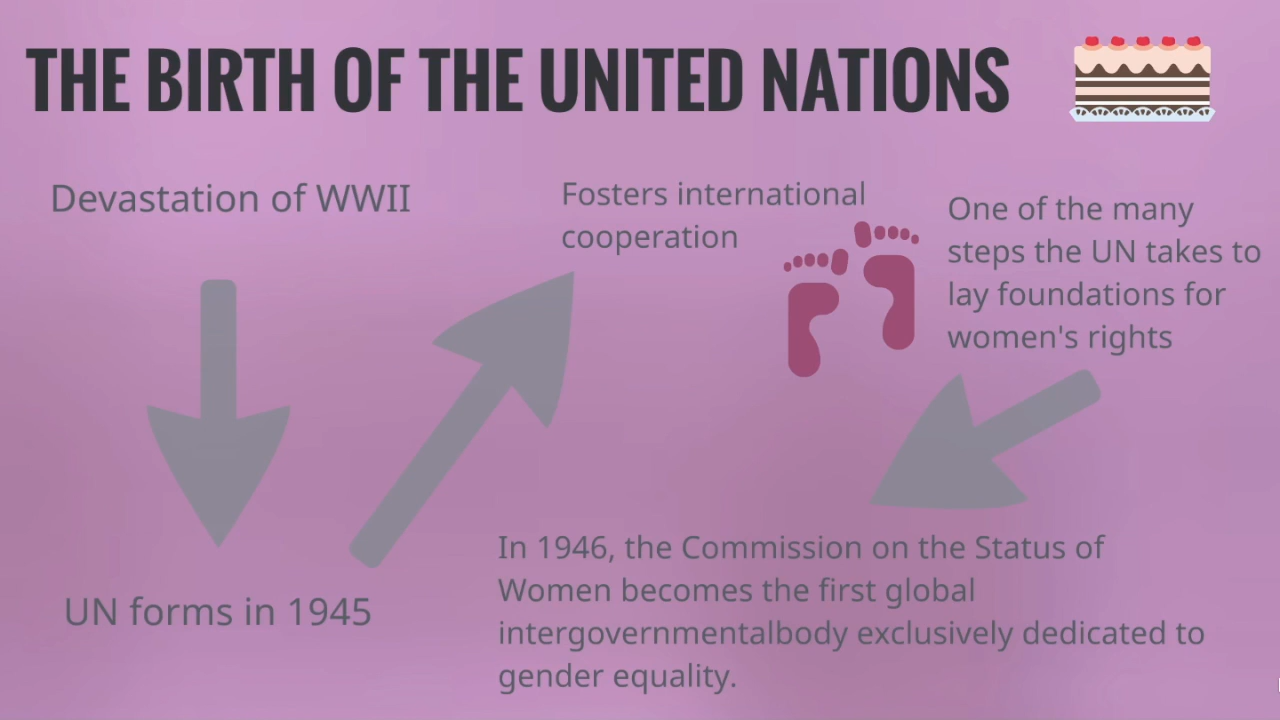 THE BIRTH OF THE UNITED NATIONS
Devastation of WWII
UN forms in 1945
Fosters international
cooperation
One of the many
steps the UN takes to
lay foundations for
women's rights
In 1946, the Commission on the Status of
Women becomes the first global
intergovernmentalbody exclusively dedicated to
gender equality.